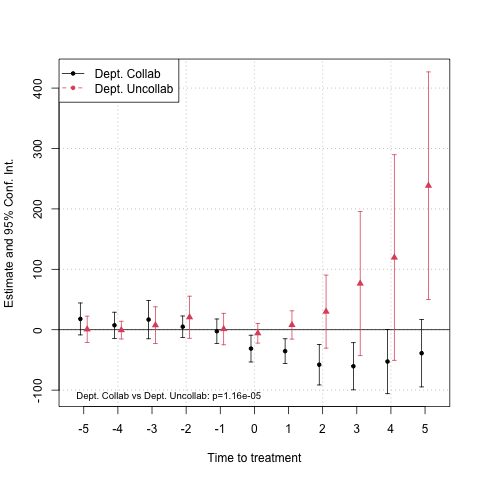 Dept. Collab
Dept. Uncollab
Estimate and 95% Conf. Int.
400
300
200
100
0
-100
Dept. Collab vs Dept. Uncollab: p=1.16e-05
-5 -4 -3 -2 -1 0 1 2 3 4 5
Time to treatment